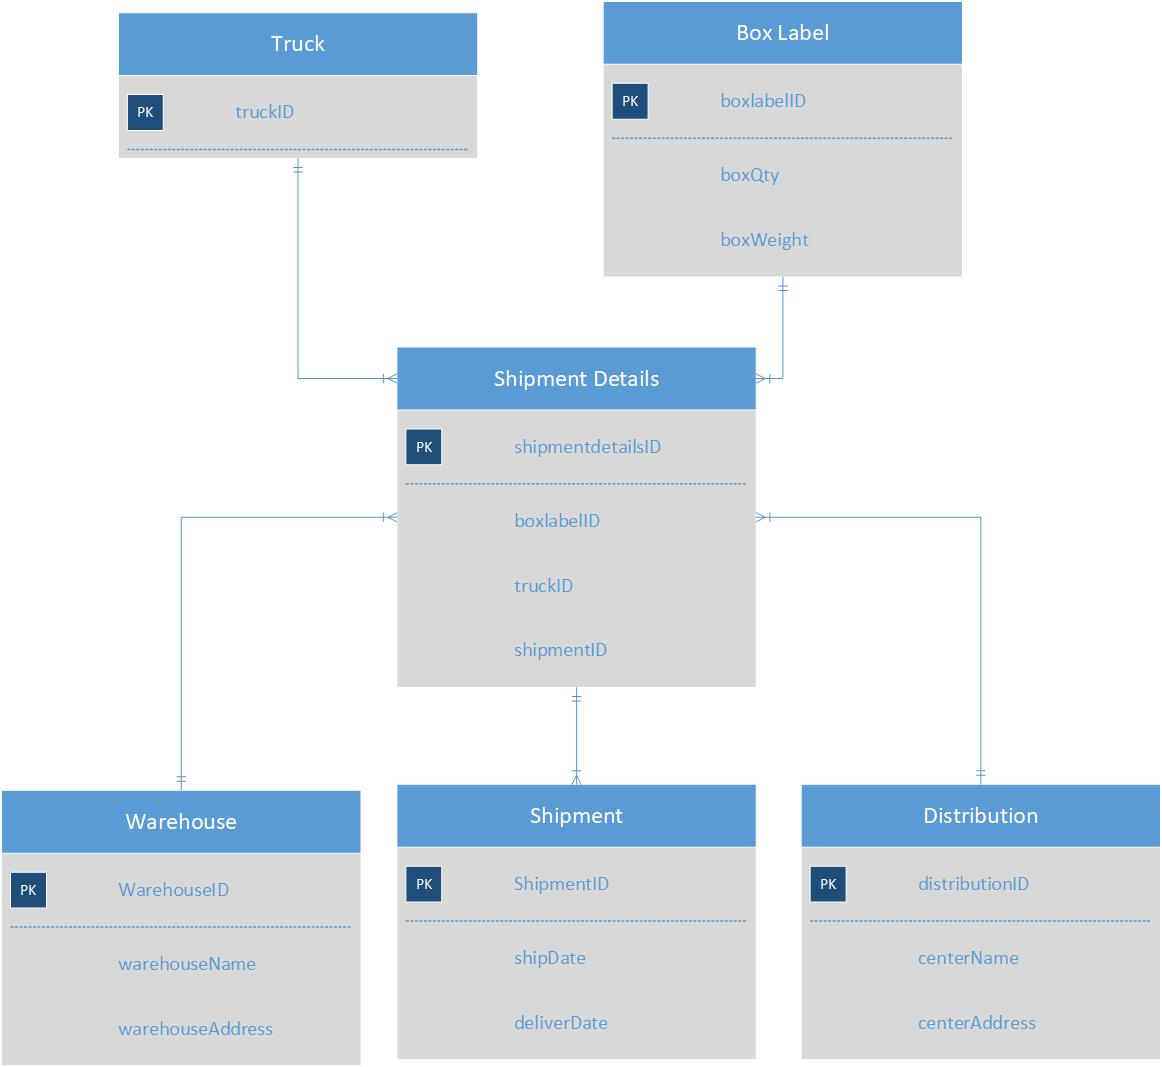 Truck
PK truckID
Box Label
PK boxlabelID
boxQty
boxWeight
Shipment Details
PK shipmentdetailsID
boxlabelID
truckID
shipmentID
Warehouse
PK WarehouseID
warehouseName
warehouseAddress
Shipment
PK ShipmentID
shipDate
deliverDate
Distribution
PK distributionID
centerName
centerAddress